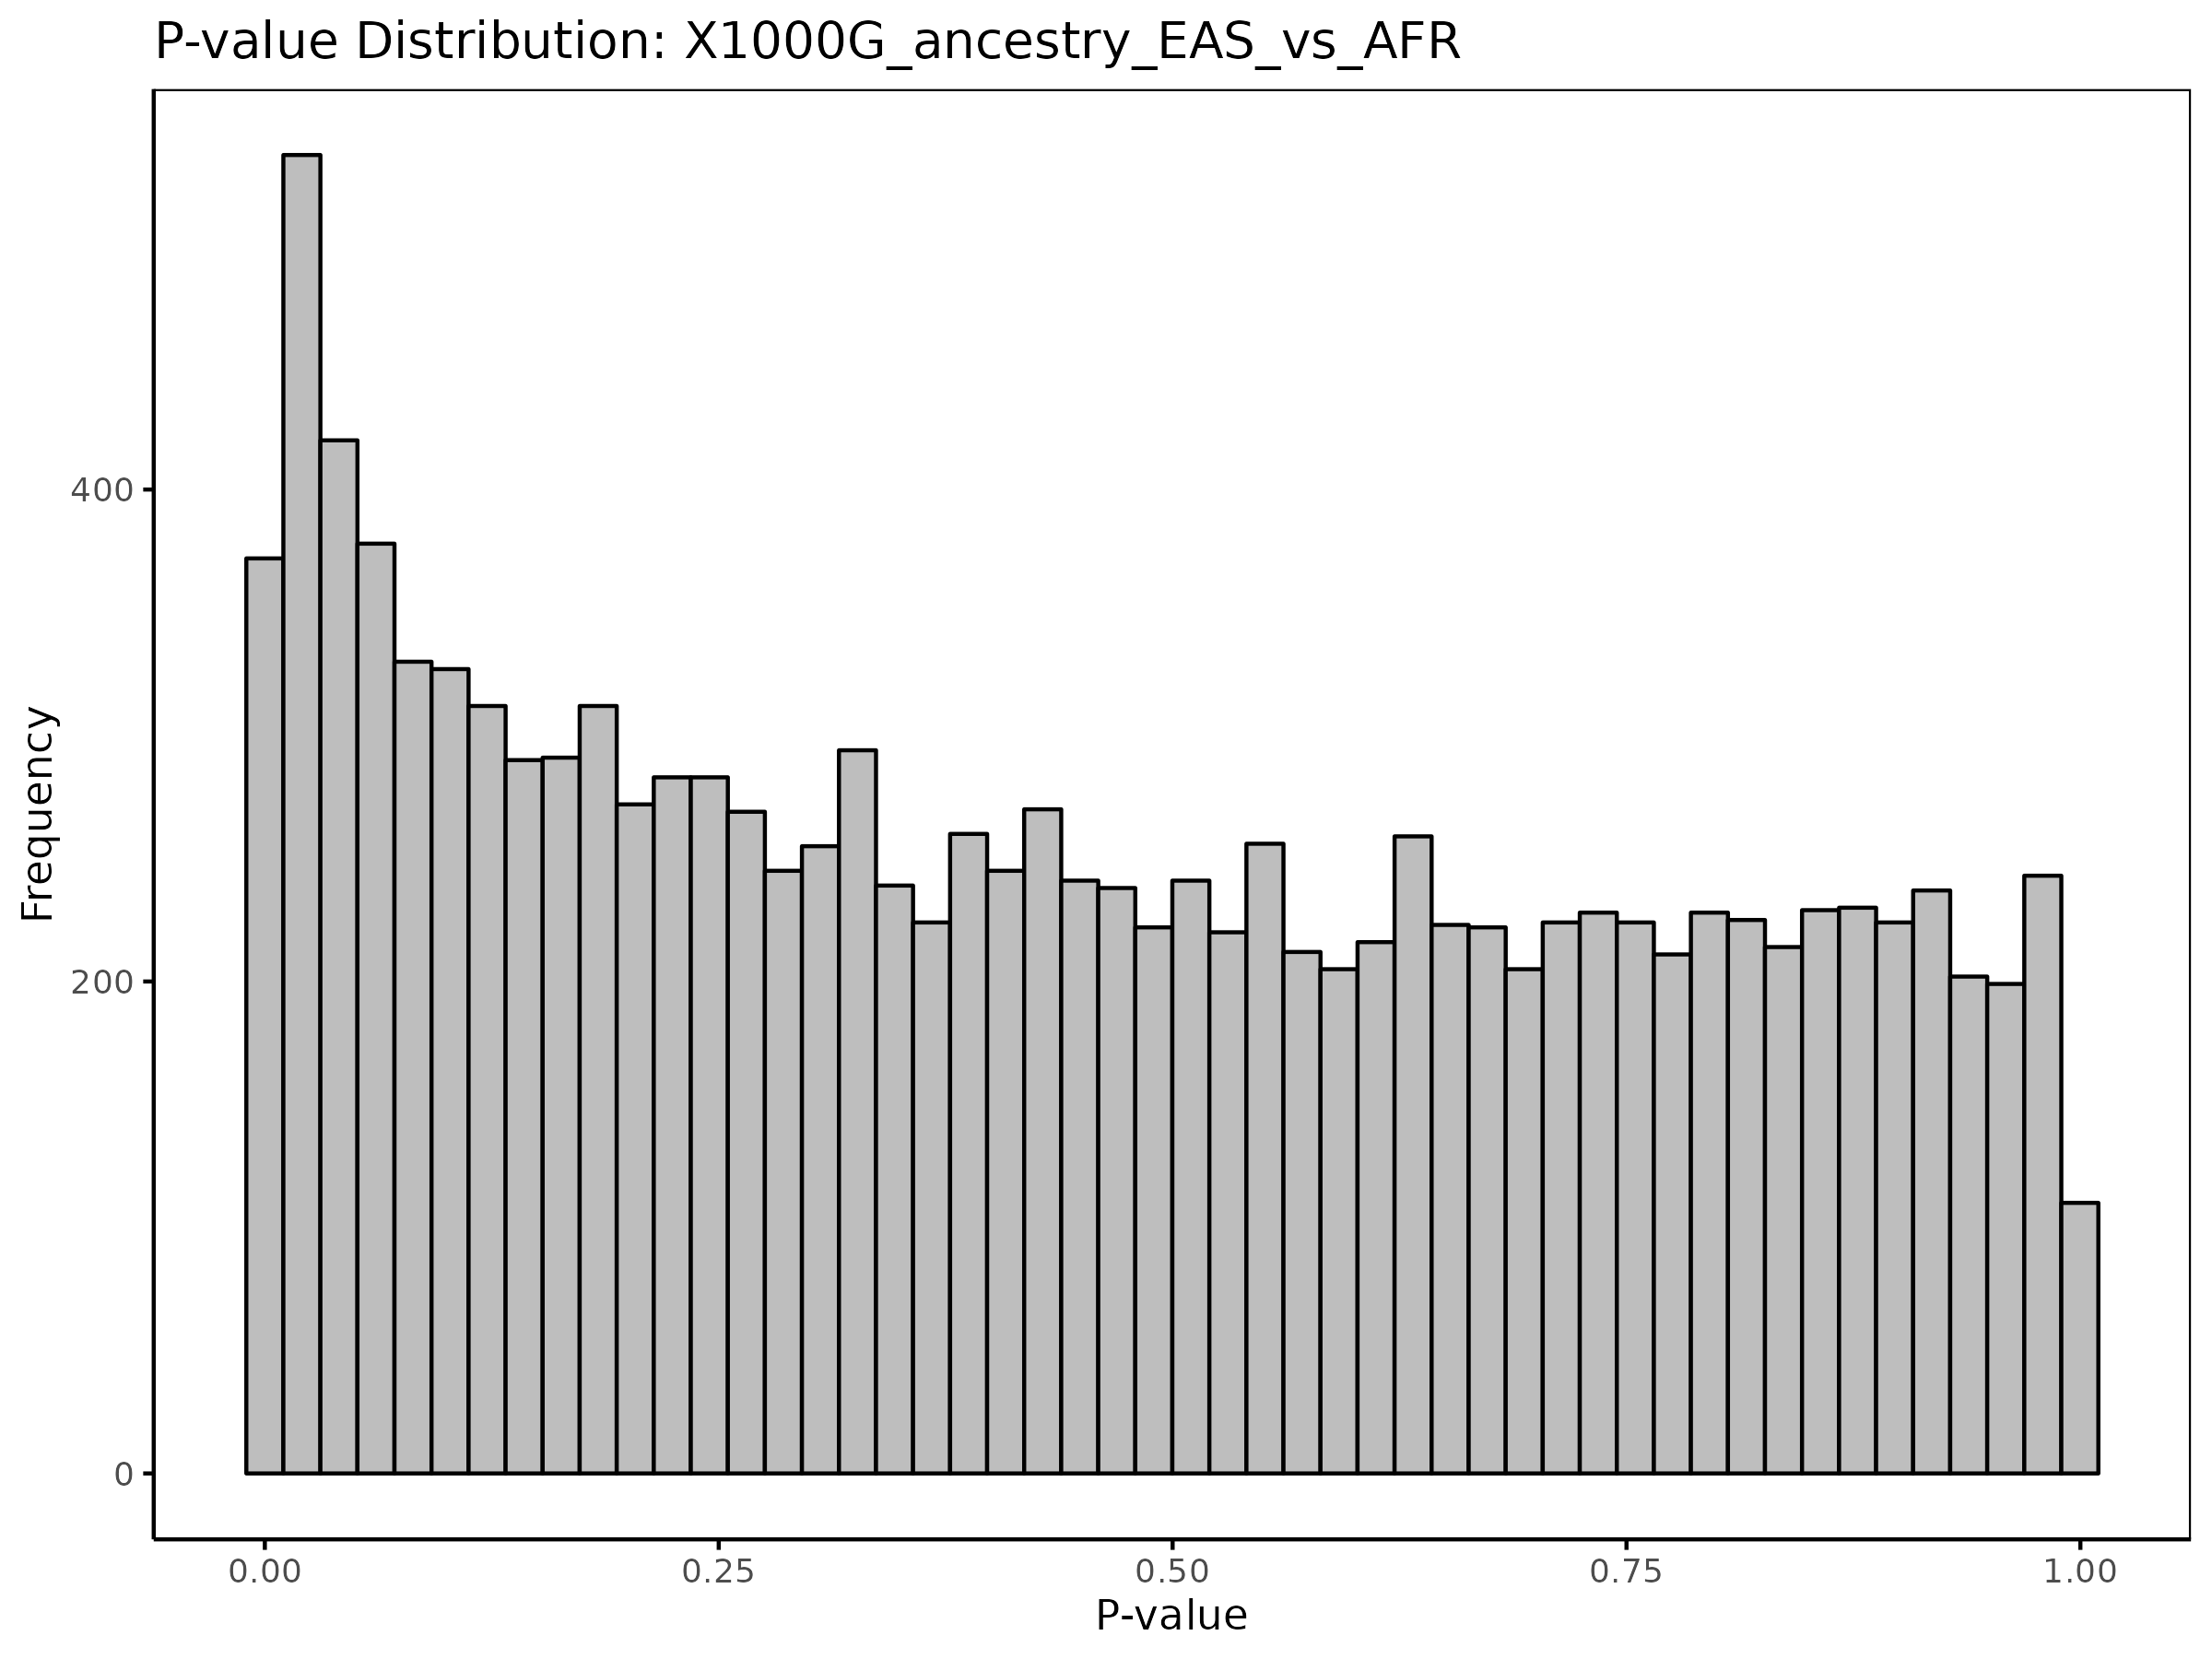 P-value Distribution: X1000G_ancestry_EAS_vs_AFR
Frequency
400
200
0
0.00 0.25 0.50 0.75 1.00
P-value